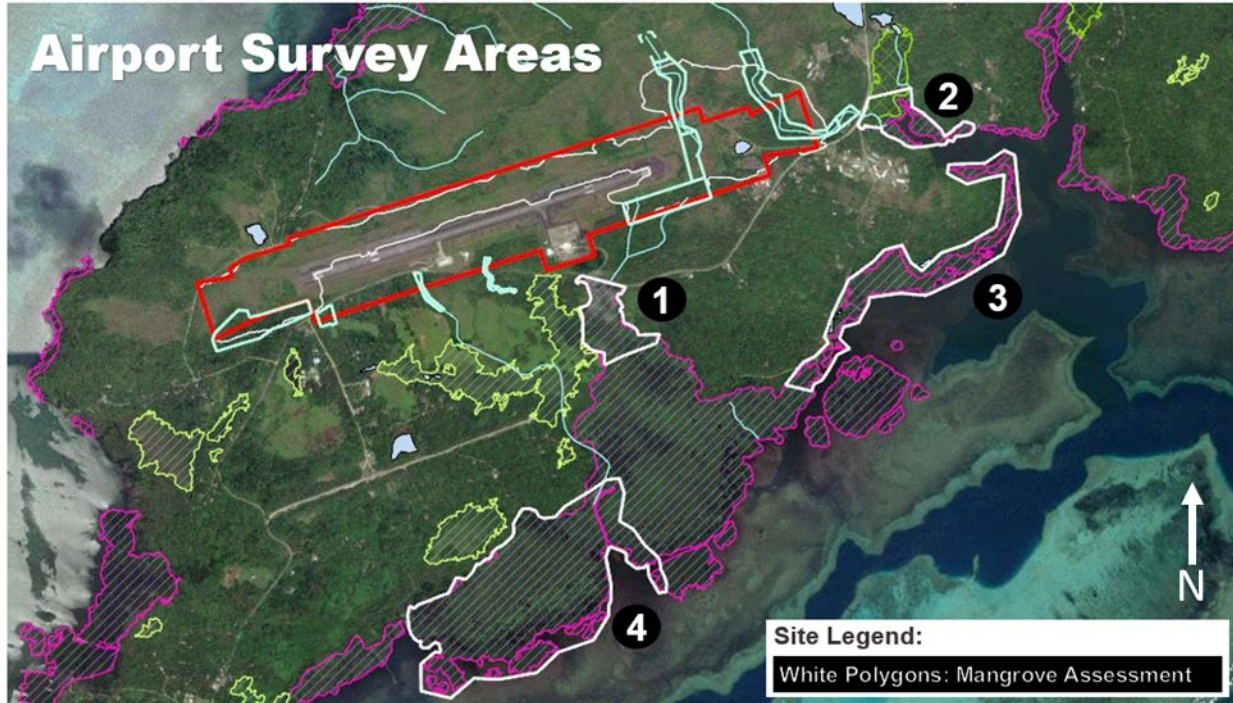 Airport Survey Areas
2
1
3
4
N
Site Legend:
White Polygons: Mangrove Assessment